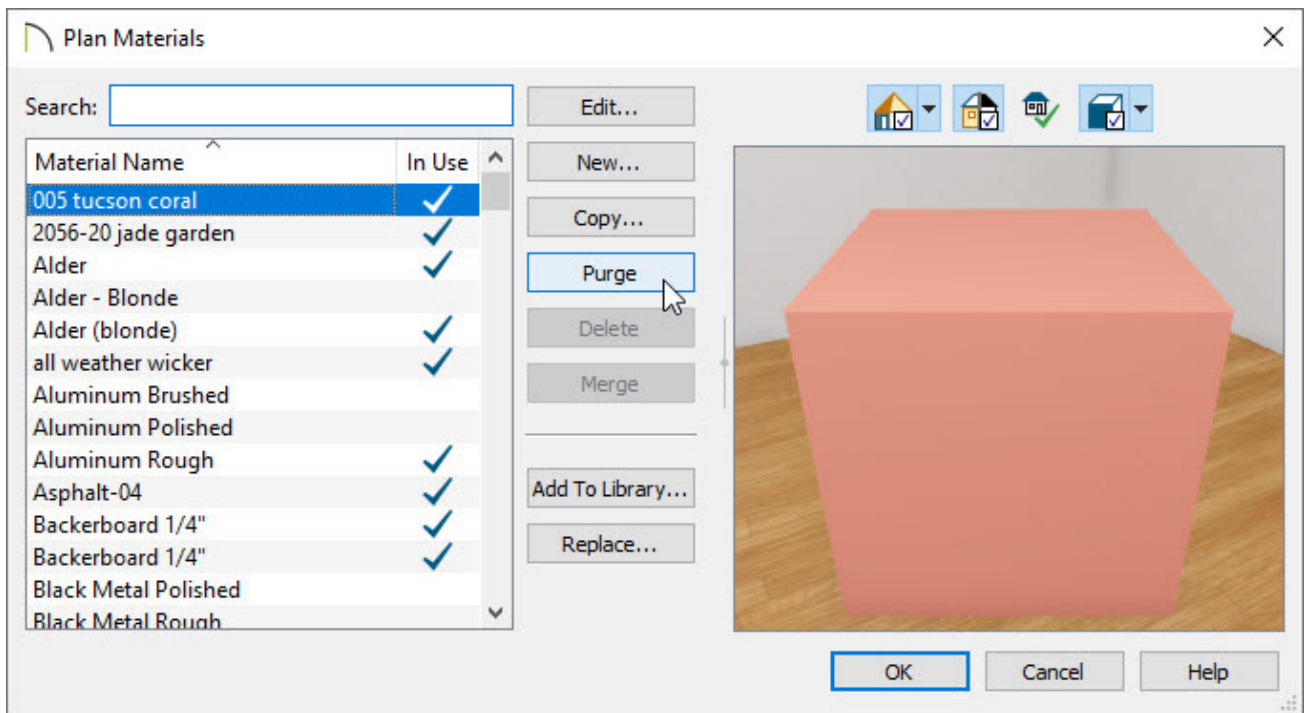 Plan Materials
Search:
Material Name In Use
005 tucson coral
2056-20 jade garden
Alder
Alder - Blonde
Alder (blonde)
all weather wicker
Aluminum Brushed
Aluminum Polished
Aluminum Rough
Asphalt-04
Backerboard 1/4"
Backerboard 1/4"
Black Metal Polished
Black Metal Rough
Edit...
New...
Copy...
Purge
Delete
Merge
Add To Library...
Replace...
OK
Cancel
Help